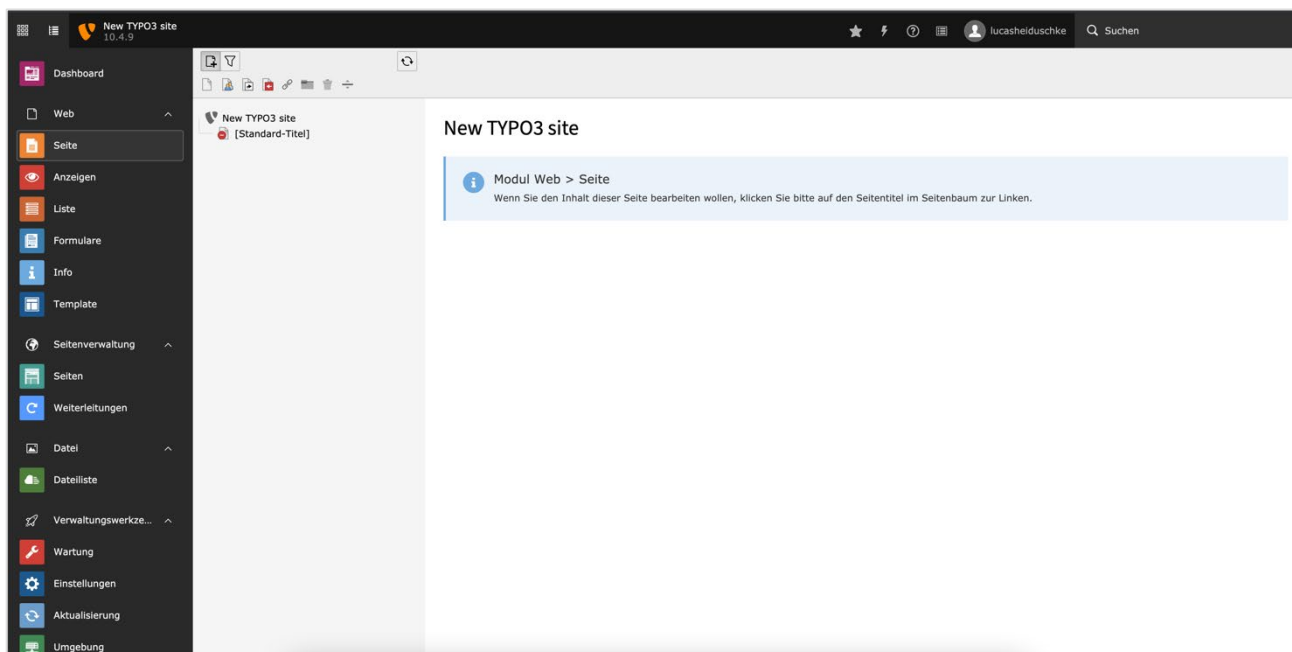 New TYPO3 site
10.4.9
lucasheiduschke
Suchen
Dashboard
Web
Seite
Anzeigen
Liste
Formulare
Info
Template
Seitenverwaltung
Seiten
Weiterleitungen
Datei
Dateiliste
Verwaltungswerkze...
Wartung
Einstellungen
Aktualisierung
Umgebung
New TYPO3 site
[Standard-Titel]
New TYPO3 site
Modul Web > Seite
Wenn Sie den Inhalt dieser Seite bearbeiten wollen, klicken Sie bitte auf den Seitentitel im Seitenbaum zur Linken.